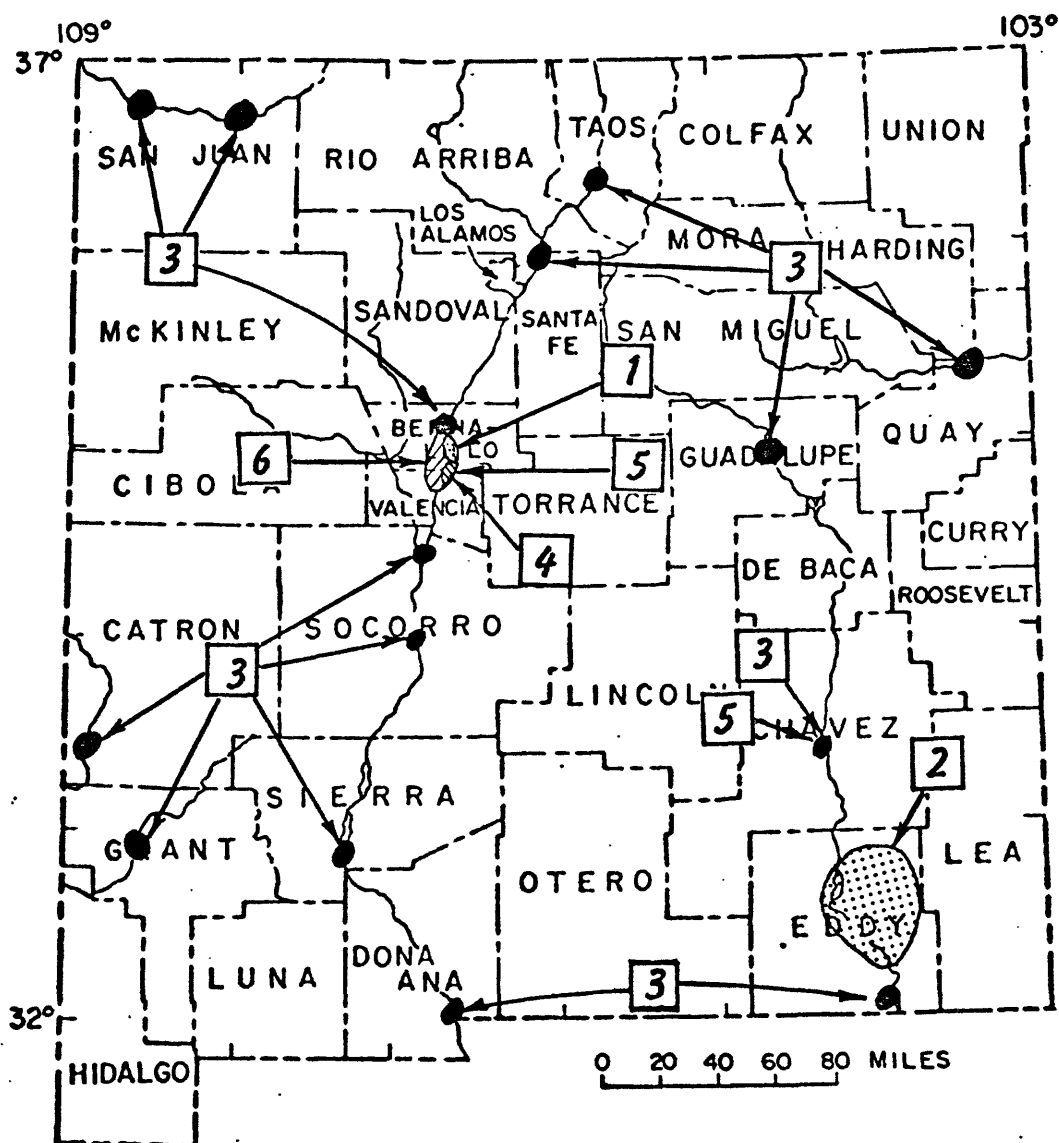 109° 103°
37°
TAOS COLFAX UNION
SAN JUAN RIO ARRIBA
LOS
ALAMOS
MORA HARDING
3 3
SANDOVAL SANTA
FE
McKINLEY SAN MIGUEL
1
QUAY
6 5 GUADALUPE
CIBOLA
VALENCIA TORRANCE
CURRY
4 DE BACA
ROOSEVELT
CATRON SOCORRO
3 3
LINCOLN
5 CHAVEZ
2
SIERRA
GRANT LEA
OTERO
EDDY
DONA
ANA
LUNA
3
32°
HIDALGO
0 20 40 60 80 MILES